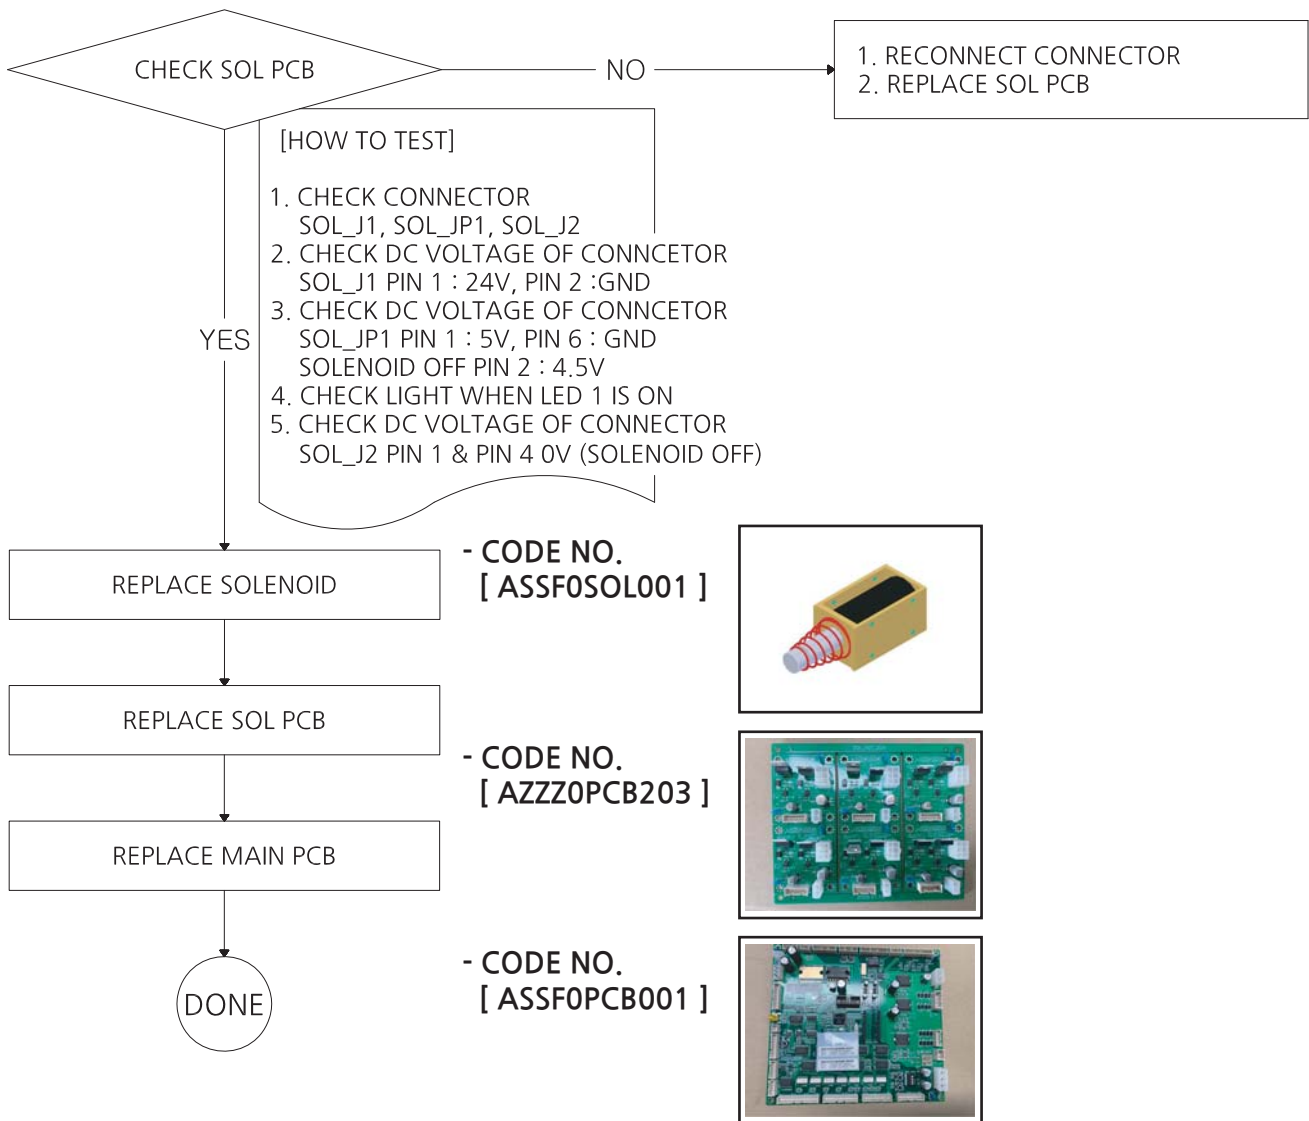 CHECK SOL PCB
NO
1. RECONNECT CONNECTOR
2. REPLACE SOL PCB
[HOW TO TEST]
1. CHECK CONNECTOR
SOL_J1, SOL_JP1, SOL_J2
2. CHECK DC VOLTAGE OF CONNCETOR
SOL_J1 PIN 1 : 24V, PIN 2 :GND
3. CHECK DC VOLTAGE OF CONNCETOR
SOL_JP1 PIN 1 : 5V, PIN 6 : GND
SOLENOID OFF PIN 2 : 4.5V
4. CHECK LIGHT WHEN LED 1 IS ON
5. CHECK DC VOLTAGE OF CONNECTOR
SOL_J2 PIN 1 & PIN 4 0V (SOLENOID OFF)
YES
REPLACE SOLENOID
- CODE NO.
[ ASSF0SOL001 ]
REPLACE SOL PCB
- CODE NO.
[ AZZZ0PCB203 ]
REPLACE MAIN PCB
- CODE NO.
[ ASSF0PCB001 ]
DONE